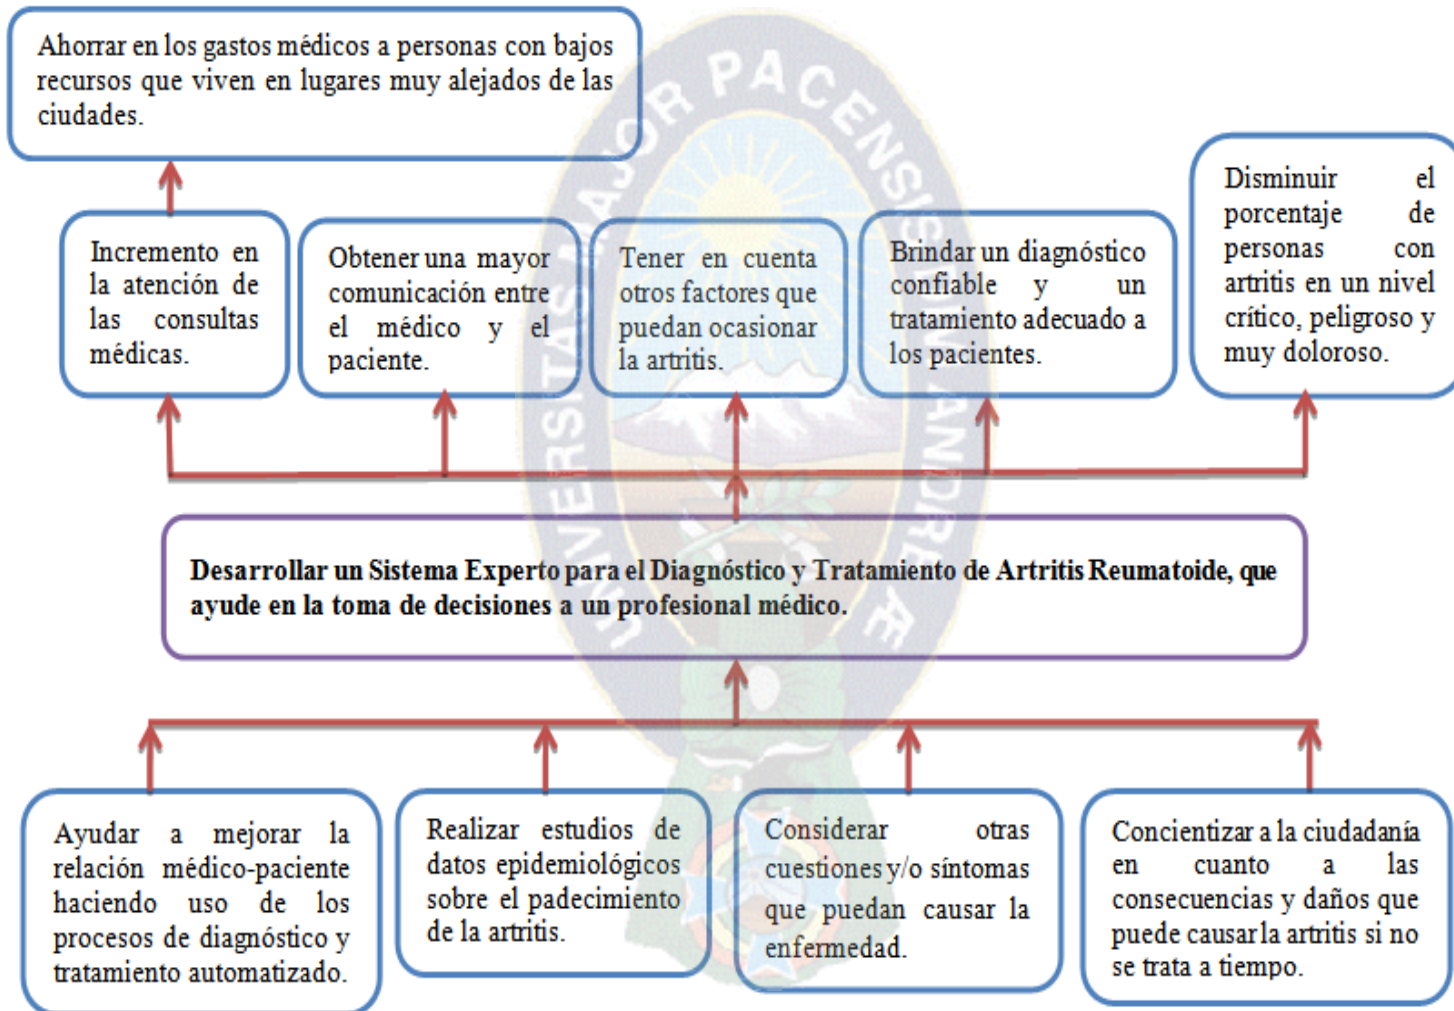 Ahorrar en los gastos médicos a personas con bajos
recursos que viven en lugares muy alejados de las
ciudades.
Incremento en
la atención de
las consultas
médicas.
Obtener una mayor
comunicación entre
el médico y el
paciente.
Tener en cuenta
otros factores que
puedan ocasionar
la artritis.
Brindar un diagnóstico
confiable y un
tratamiento adecuado a
los pacientes.
Disminuir el
porcentaje de
personas con
artritis en un nivel
crítico, peligroso y
muy doloroso.
Desarrollar un Sistema Experto para el Diagnóstico y Tratamiento de Artritis Reumatoide, que
ayude en la toma de decisiones a un profesional médico.
Ayudar a mejorar la
relación médico-paciente
haciendo uso de los
procesos de diagnóstico y
tratamiento automatizado.
Realizar estudios de
datos epidemiológicos
sobre el padecimiento
de la artritis.
Considerar otras
cuestiones y/o síntomas
que puedan causar la
enfermedad.
Concientizar a la ciudadanía
en cuanto a las
consecuencias y daños que
puede causar la artritis si no
se trata a tiempo.
UNIVERSITAS MAJOR PACENSIS DIVI ANDREÆ